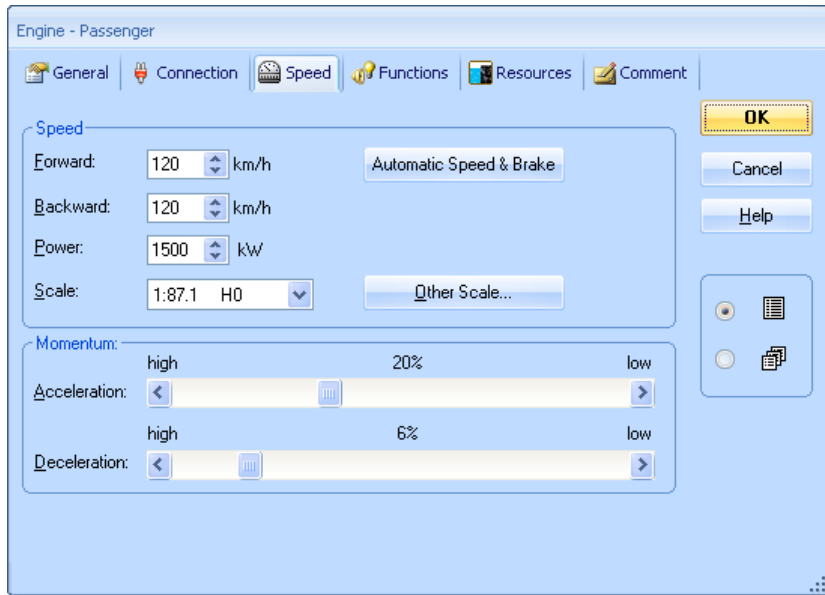 Engine - Passenger
General Connection Speed Functions Resources Comment
OK
Cancel
Help
Speed
Forward: 120 km/h Automatic Speed & Brake
Backward: 120 km/h
Power: 1500 kW
Scale: 1:87.1 H0 Other Scale...
Momentum:
high 20% low
Acceleration:
high 6% low
Deceleration: